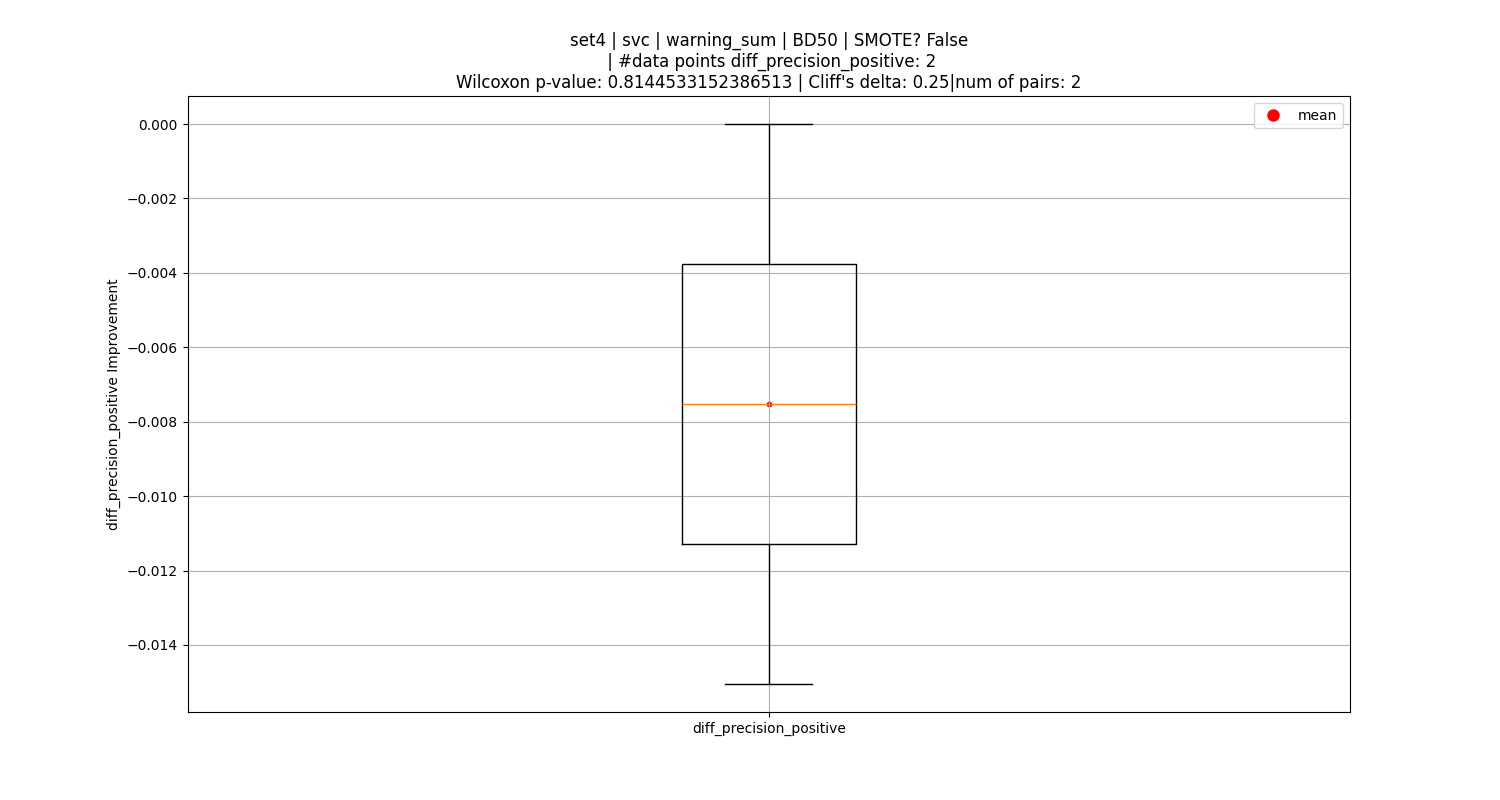 set4 | svc | warning_sum | BD50 | SMOTE? False
| #data points diff_precision_positive: 2
Wilcoxon p-value: 0.8144533152386513 | Cliff's delta: 0.25|num of pairs: 2
mean
0.000
−0.002
−0.004
−0.006
−0.008
−0.010
−0.012
−0.014
diff_precision_positive Improvement
diff_precision_positive